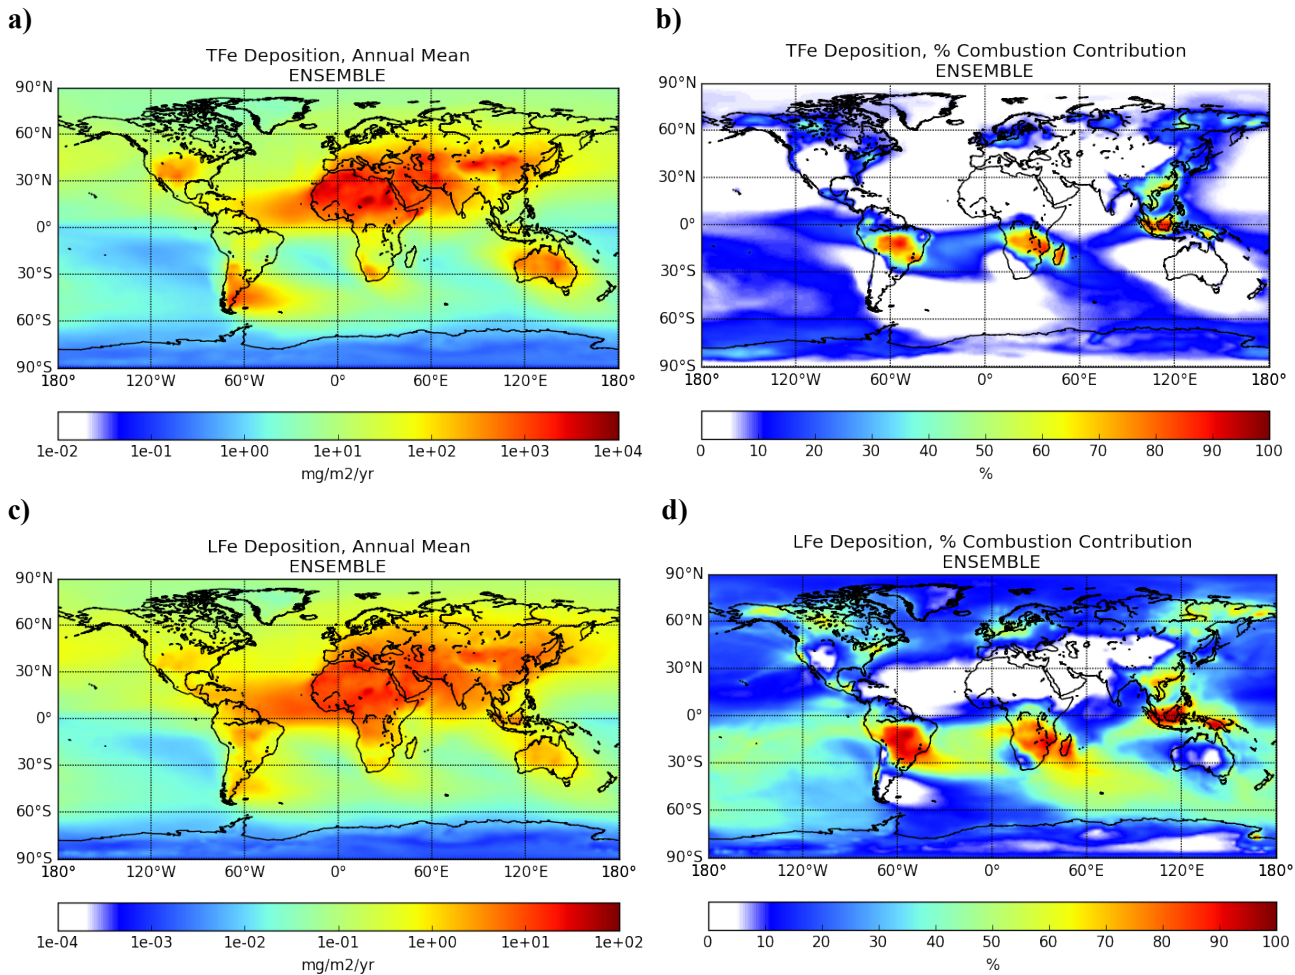 a)
TFe Deposition, Annual Mean
ENSEMBLE
90°N
60°N
30°N
0°
30°S
60°S
90°S
180° 120°W 60°W 0° 60°E 120°E 180°
1e-02 1e-01 1e+00 1e+01 1e+02 1e+03 1e+04
mg/m2/yr
b)
TFe Deposition, % Combustion Contribution
ENSEMBLE
90°N
60°N
30°N
0°
30°S
60°S
90°S
180° 120°W 60°W 0° 60°E 120°E 180°
0 10 20 30 40 50 60 70 80 90 100
%
c)
LFe Deposition, Annual Mean
ENSEMBLE
90°N
60°N
30°N
0°
30°S
60°S
90°S
180° 120°W 60°W 0° 60°E 120°E 180°
1e-04 1e-03 1e-02 1e-01 1e+00 1e+01 1e+02
mg/m2/yr
d)
LFe Deposition, % Combustion Contribution
ENSEMBLE
90°N
60°N
30°N
0°
30°S
60°S
90°S
180° 120°W 60°W 0° 60°E 120°E 180°
0 10 20 30 40 50 60 70 80 90 100
%